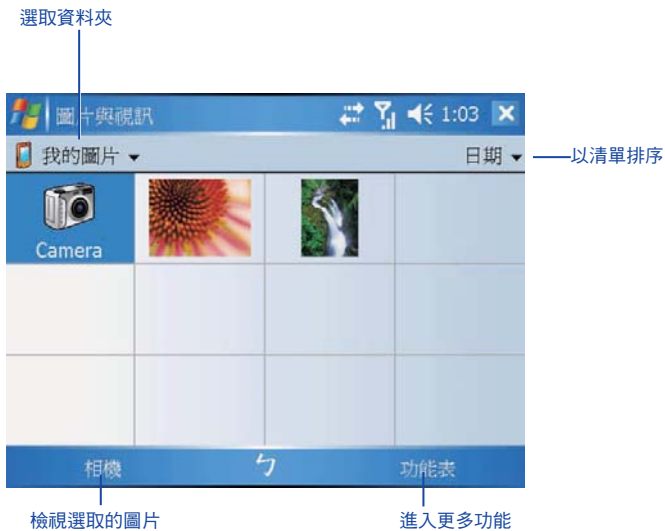 選取資料夾
圖片與視訊 1:03
我的圖片 日期
以清單排序
Camera
相機 ㄅ 功能表
檢視選取的圖片 進入更多功能